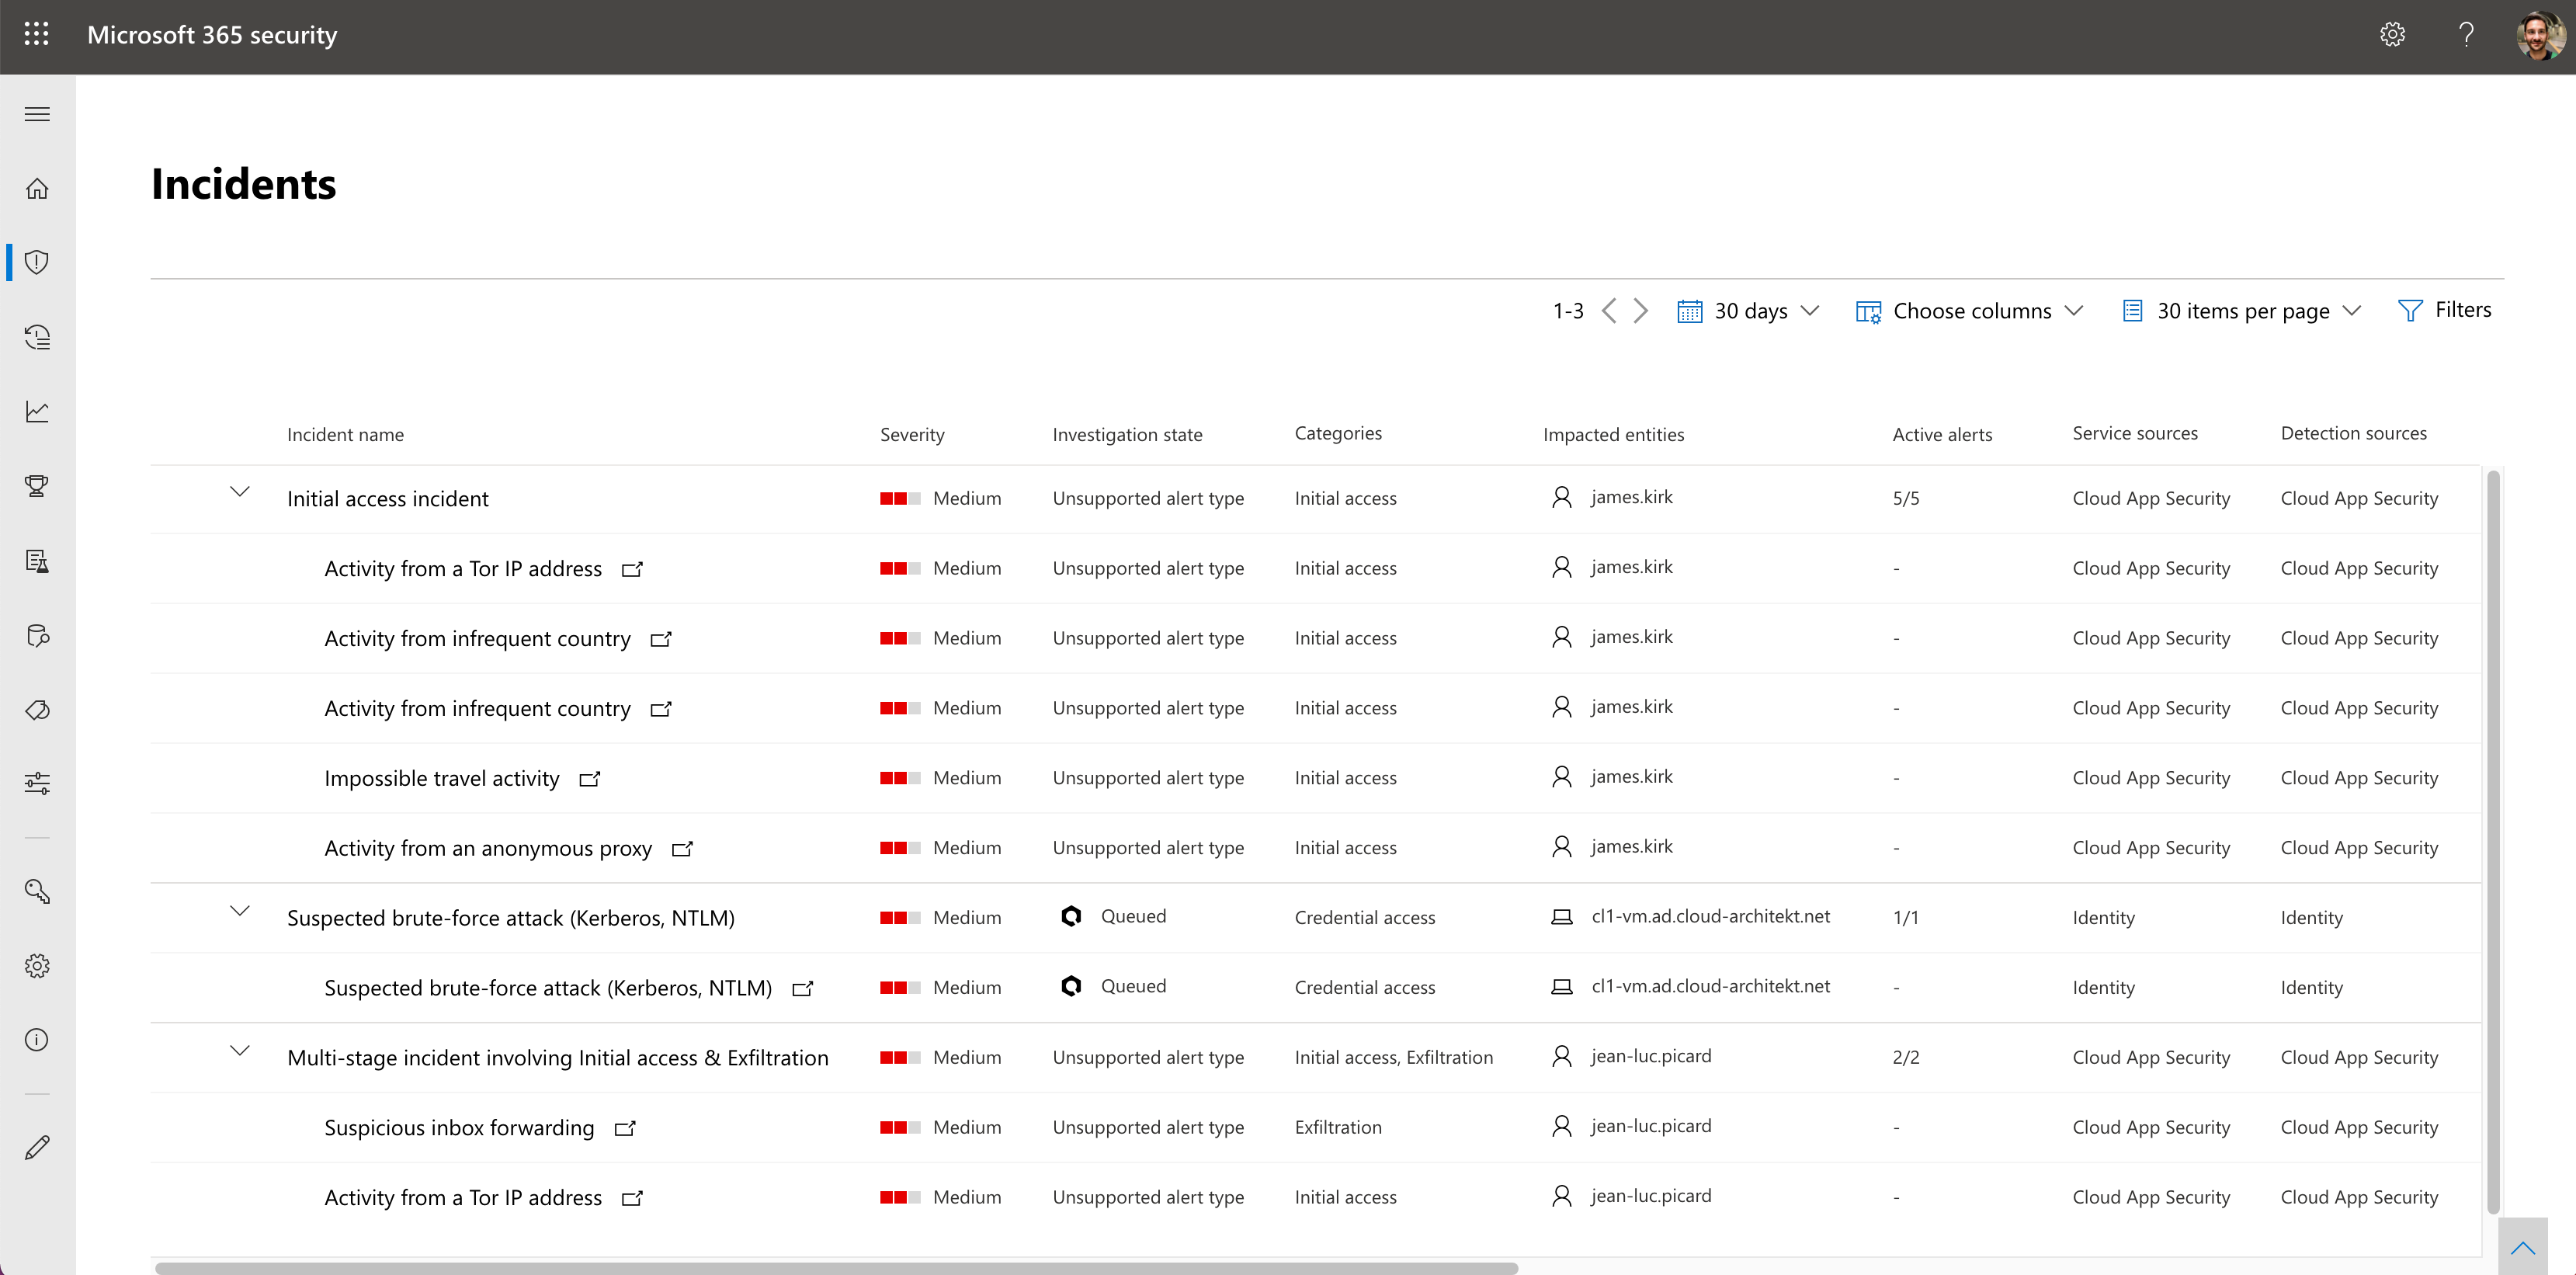 Microsoft 365 security
Incidents
1-3 30 days Choose columns 30 items per page Filters
Incident name Severity Investigation state Categories Impacted entities Active alerts Service sources Detection sources
Initial access incident Medium Unsupported alert type Initial access james.kirk 5/5 Cloud App Security Cloud App Security
Activity from a Tor IP address Medium Unsupported alert type Initial access james.kirk - Cloud App Security Cloud App Security
Activity from infrequent country Medium Unsupported alert type Initial access james.kirk - Cloud App Security Cloud App Security
Activity from infrequent country Medium Unsupported alert type Initial access james.kirk - Cloud App Security Cloud App Security
Impossible travel activity Medium Unsupported alert type Initial access james.kirk - Cloud App Security Cloud App Security
Activity from an anonymous proxy Medium Unsupported alert type Initial access james.kirk - Cloud App Security Cloud App Security
Suspected brute-force attack (Kerberos, NTLM) Medium Queued Credential access cl1-vm.ad.cloud-architekt.net 1/1 Identity Identity
Suspected brute-force attack (Kerberos, NTLM) Medium Queued Credential access cl1-vm.ad.cloud-architekt.net - Identity Identity
Multi-stage incident involving Initial access & Exfiltration Medium Unsupported alert type Initial access, Exfiltration jean-luc.picard 2/2 Cloud App Security Cloud App Security
Suspicious inbox forwarding Medium Unsupported alert type Exfiltration jean-luc.picard - Cloud App Security Cloud App Security
Activity from a Tor IP address Medium Unsupported alert type Initial access jean-luc.picard - Cloud App Security Cloud App Security